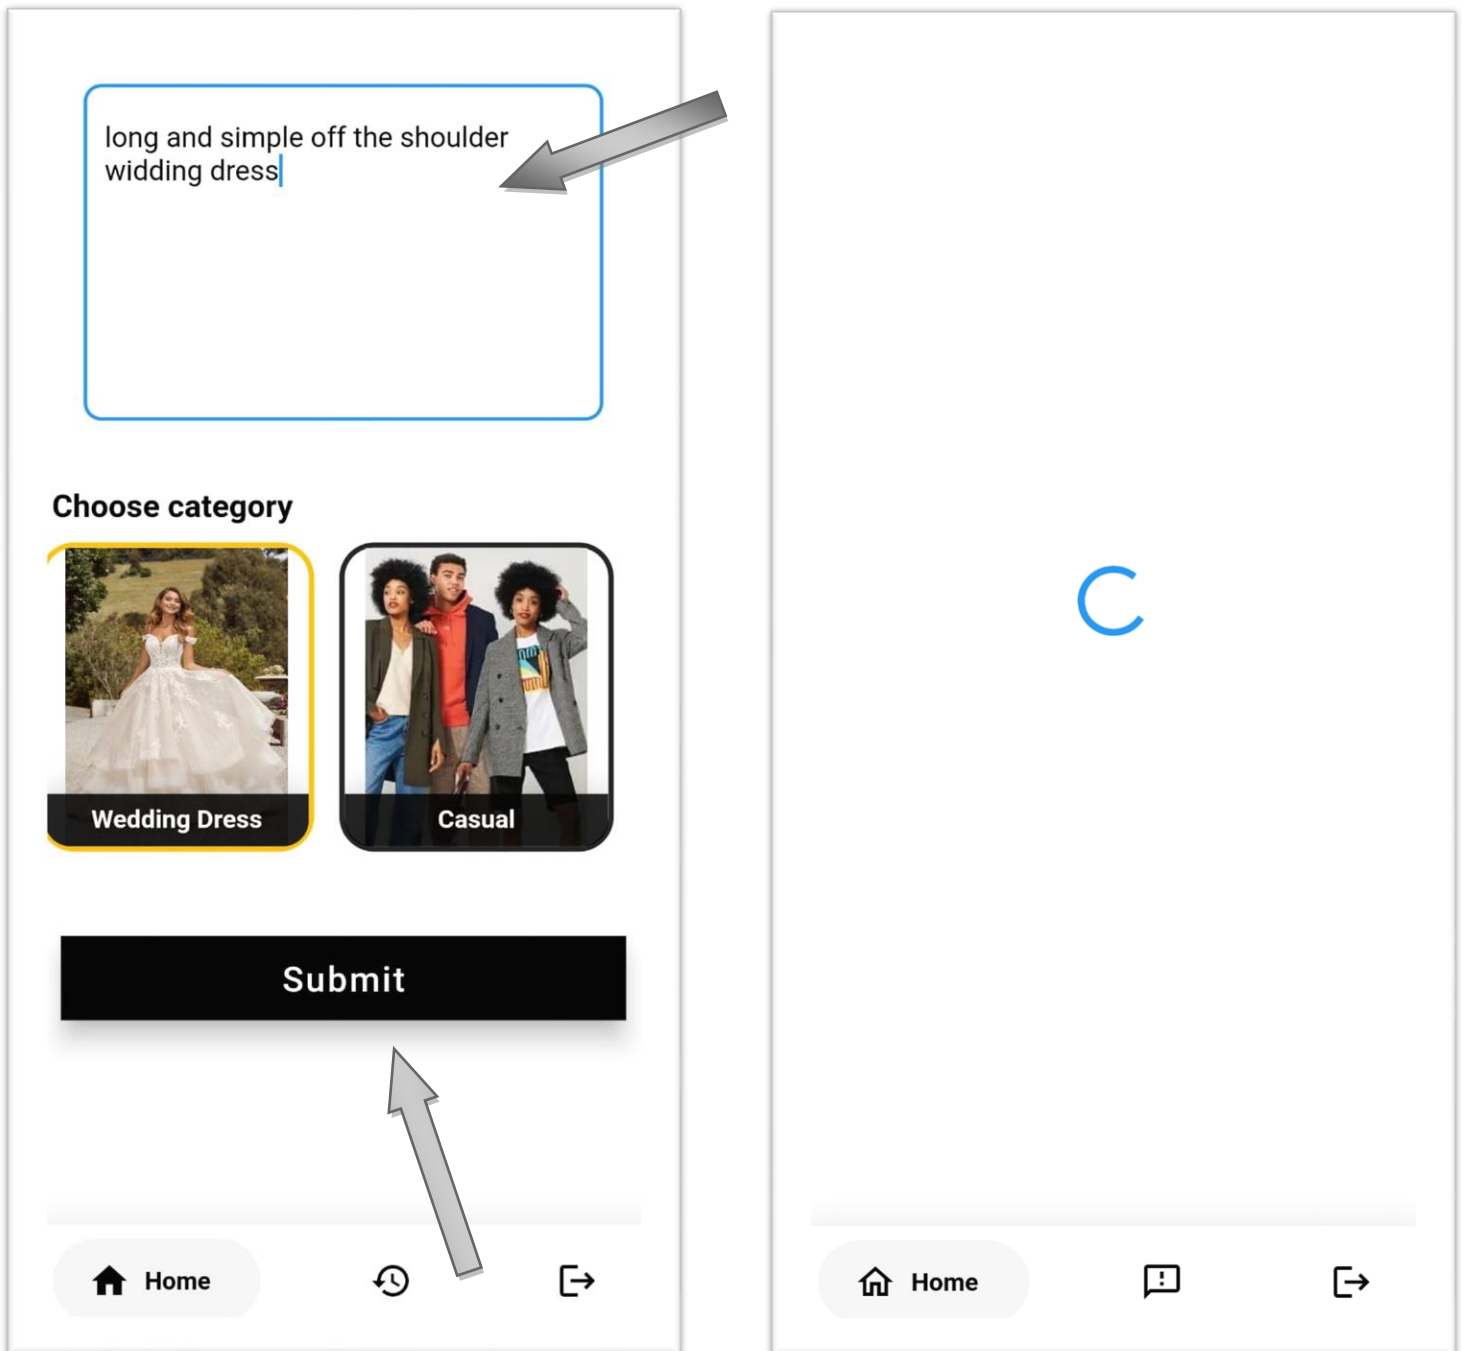 long and simple off the shoulder
widding dress
Choose category
Wedding Dress
Casual
Submit
Home
Home